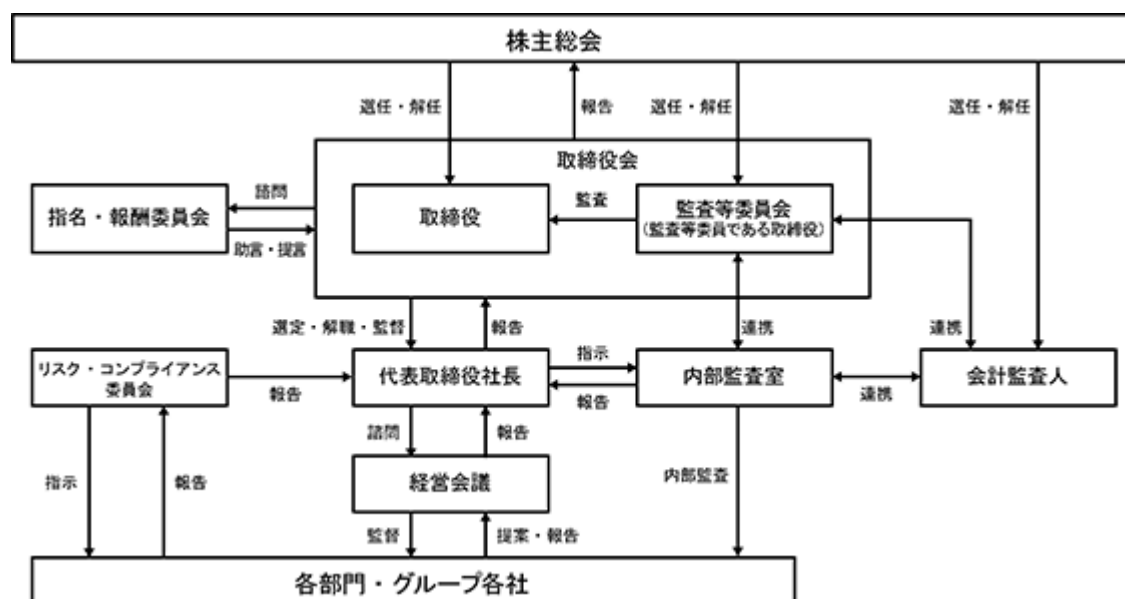 株主総会
選任・解任
報告
選任・解任
選任・解任
取締役会
諮問
指名・報酬委員会
助言・提言
取締役
監査
監査等委員会
(監査等委員である取締役)
選定・解職・監督
報告
連携
連携
リスク・コンプライアンス
委員会
報告
代表取締役社長
指示
報告
内部監査室
連携
会計監査人
諮問
報告
経営会議
内部監査
指示
報告
監督
提案・報告
各部門・グループ各社